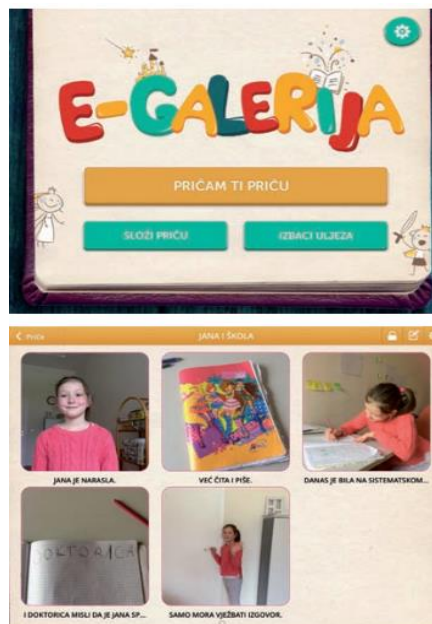 E-GALERIJA
PRIČAM TI PRIČU
SLOŽI PRIČU
IZBACI ULJEZA
Priče
JANA I ŠKOLA
JANA JE NARASLA.
VEĆ ČITA I PIŠE.
DANAS JE BILA NA SISTEMATSKOM...
DOKTORICA
I DOKTORICA MISLI DA JE JANA SP...
SAMO MORA VJEŽBATI IZGOVOR.